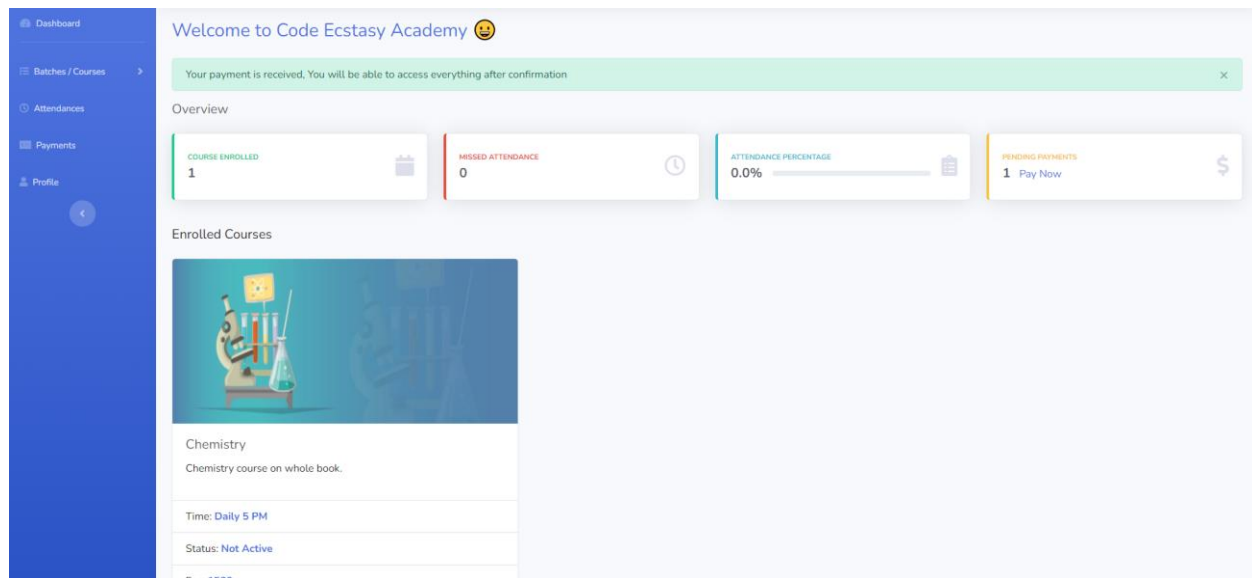 Dashboard
Batches / Courses
Attendances
Payments
Profile
Welcome to Code Ecstasy Academy
Your payment is received, You will be able to access everything after confirmation
Overview
COURSE ENROLLED
1
MISSED ATTENDANCE
0
ATTENDANCE PERCENTAGE
0.0%
PENDING PAYMENTS
1 Pay Now
Enrolled Courses
Chemistry
Chemistry course on whole book.
Time: Daily 5 PM
Status: Not Active